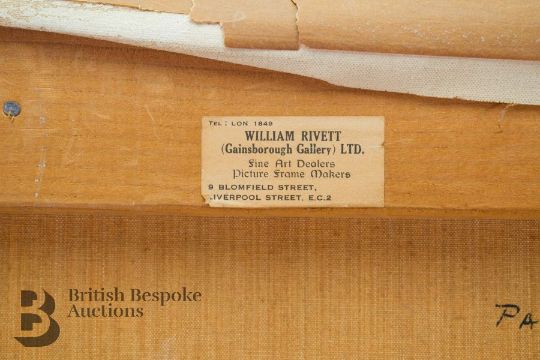 TEL : LON 1849
WILLIAM RIVETT
(Gainsborough Gallery) LTD.
Fine Art Dealers
Picture Frame Makers
9 BLOMFIELD STREET,
LIVERPOOL STREET, E.C.2
British Bespoke
Auctions
PA